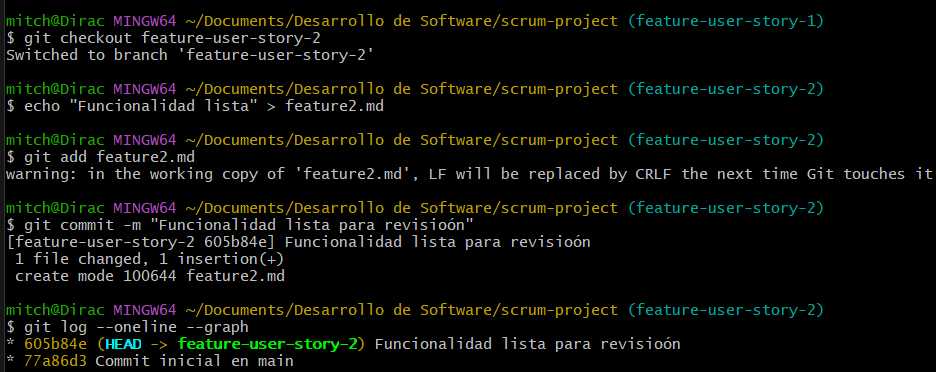 mitch@Dirac MINGW64 ~/Documents/Desarrollo de Software/scrum-project (feature-user-story-1)
$ git checkout feature-user-story-2
Switched to branch 'feature-user-story-2'
mitch@Dirac MINGW64 ~/Documents/Desarrollo de Software/scrum-project (feature-user-story-2)
$ echo "Funcionalidad lista" > feature2.md
mitch@Dirac MINGW64 ~/Documents/Desarrollo de Software/scrum-project (feature-user-story-2)
$ git add feature2.md
warning: in the working copy of 'feature2.md', LF will be replaced by CRLF the next time Git touches it
mitch@Dirac MINGW64 ~/Documents/Desarrollo de Software/scrum-project (feature-user-story-2)
$ git commit -m "Funcionalidad lista para revisioón"
[feature-user-story-2 605b84e] Funcionalidad lista para revisioón
 1 file changed, 1 insertion(+)
 create mode 100644 feature2.md
mitch@Dirac MINGW64 ~/Documents/Desarrollo de Software/scrum-project (feature-user-story-2)
$ git log --oneline --graph
* 605b84e (HEAD -> feature-user-story-2) Funcionalidad lista para revisioón
* 77a86d3 Commit inicial en main